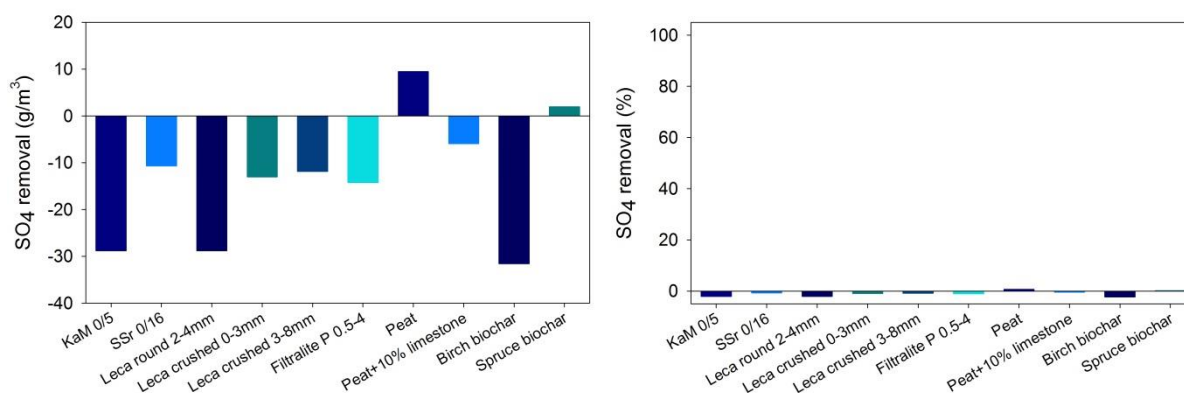 SO4 removal (g/m³)
20
10
0
-10
-20
-30
-40
KaM 0/5
SSr 0/16
Leca round 2-4mm
Leca crushed 0-3mm
Leca crushed 3-8mm
Filtralite P 0.5-4
Peat
Peat+10% limestone
Birch biochar
Spruce biochar
SO4 removal (%)
100
80
60
40
20
0
KaM 0/5
SSr 0/16
Leca round 2-4mm
Leca crushed 0-3mm
Leca crushed 3-8mm
Filtralite P 0.5-4
Peat
Peat+10% limestone
Birch biochar
Spruce biochar